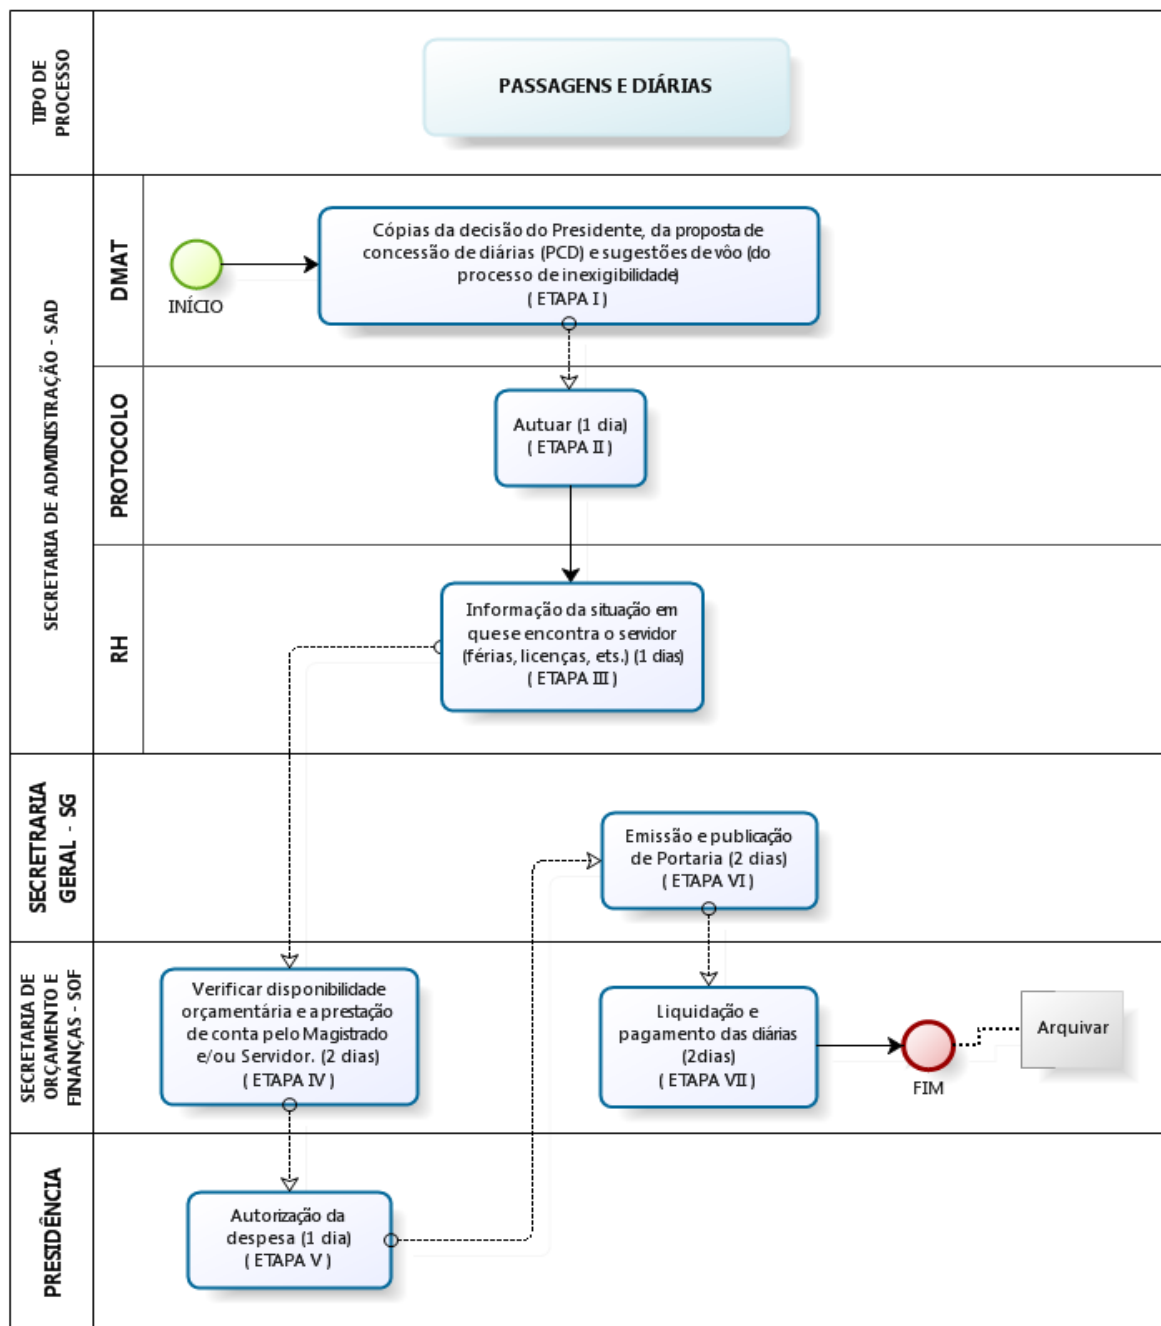 TIPO DE
PROCESSO
PASSAGENS E DIÁRIAS
SECRETARIA DE ADMINISTRAÇÃO - SAD
DMAT
INÍCIO
Cópias da decisão do Presidente, da proposta de
concessão de diárias (PCD) e sugestões de vôo (do
processo de inexigibilidade)
( ETAPA I )
PROTOCOLO
Autuar (1 dia)
( ETAPA II )
RH
Informação da situação em
que se encontra o servidor
(férias, licenças, ets.) (1 dias)
( ETAPA III )
SECRETRARIA
GERAL - SG
Emissão e publicação
de Portaria (2 dias)
( ETAPA VI )
SECRETARIA DE
ORÇAMENTO E
FINANÇAS - SOF
Verificar disponibilidade
orçamentária e a prestação
de conta pelo Magistrado
e/ou Servidor. (2 dias)
( ETAPA IV )
Liquidação e
pagamento das diárias
(2dias)
( ETAPA VII )
FIM
Arquivar
PRESIDÊNCIA
Autorização da
despesa (1 dia)
( ETAPA V )